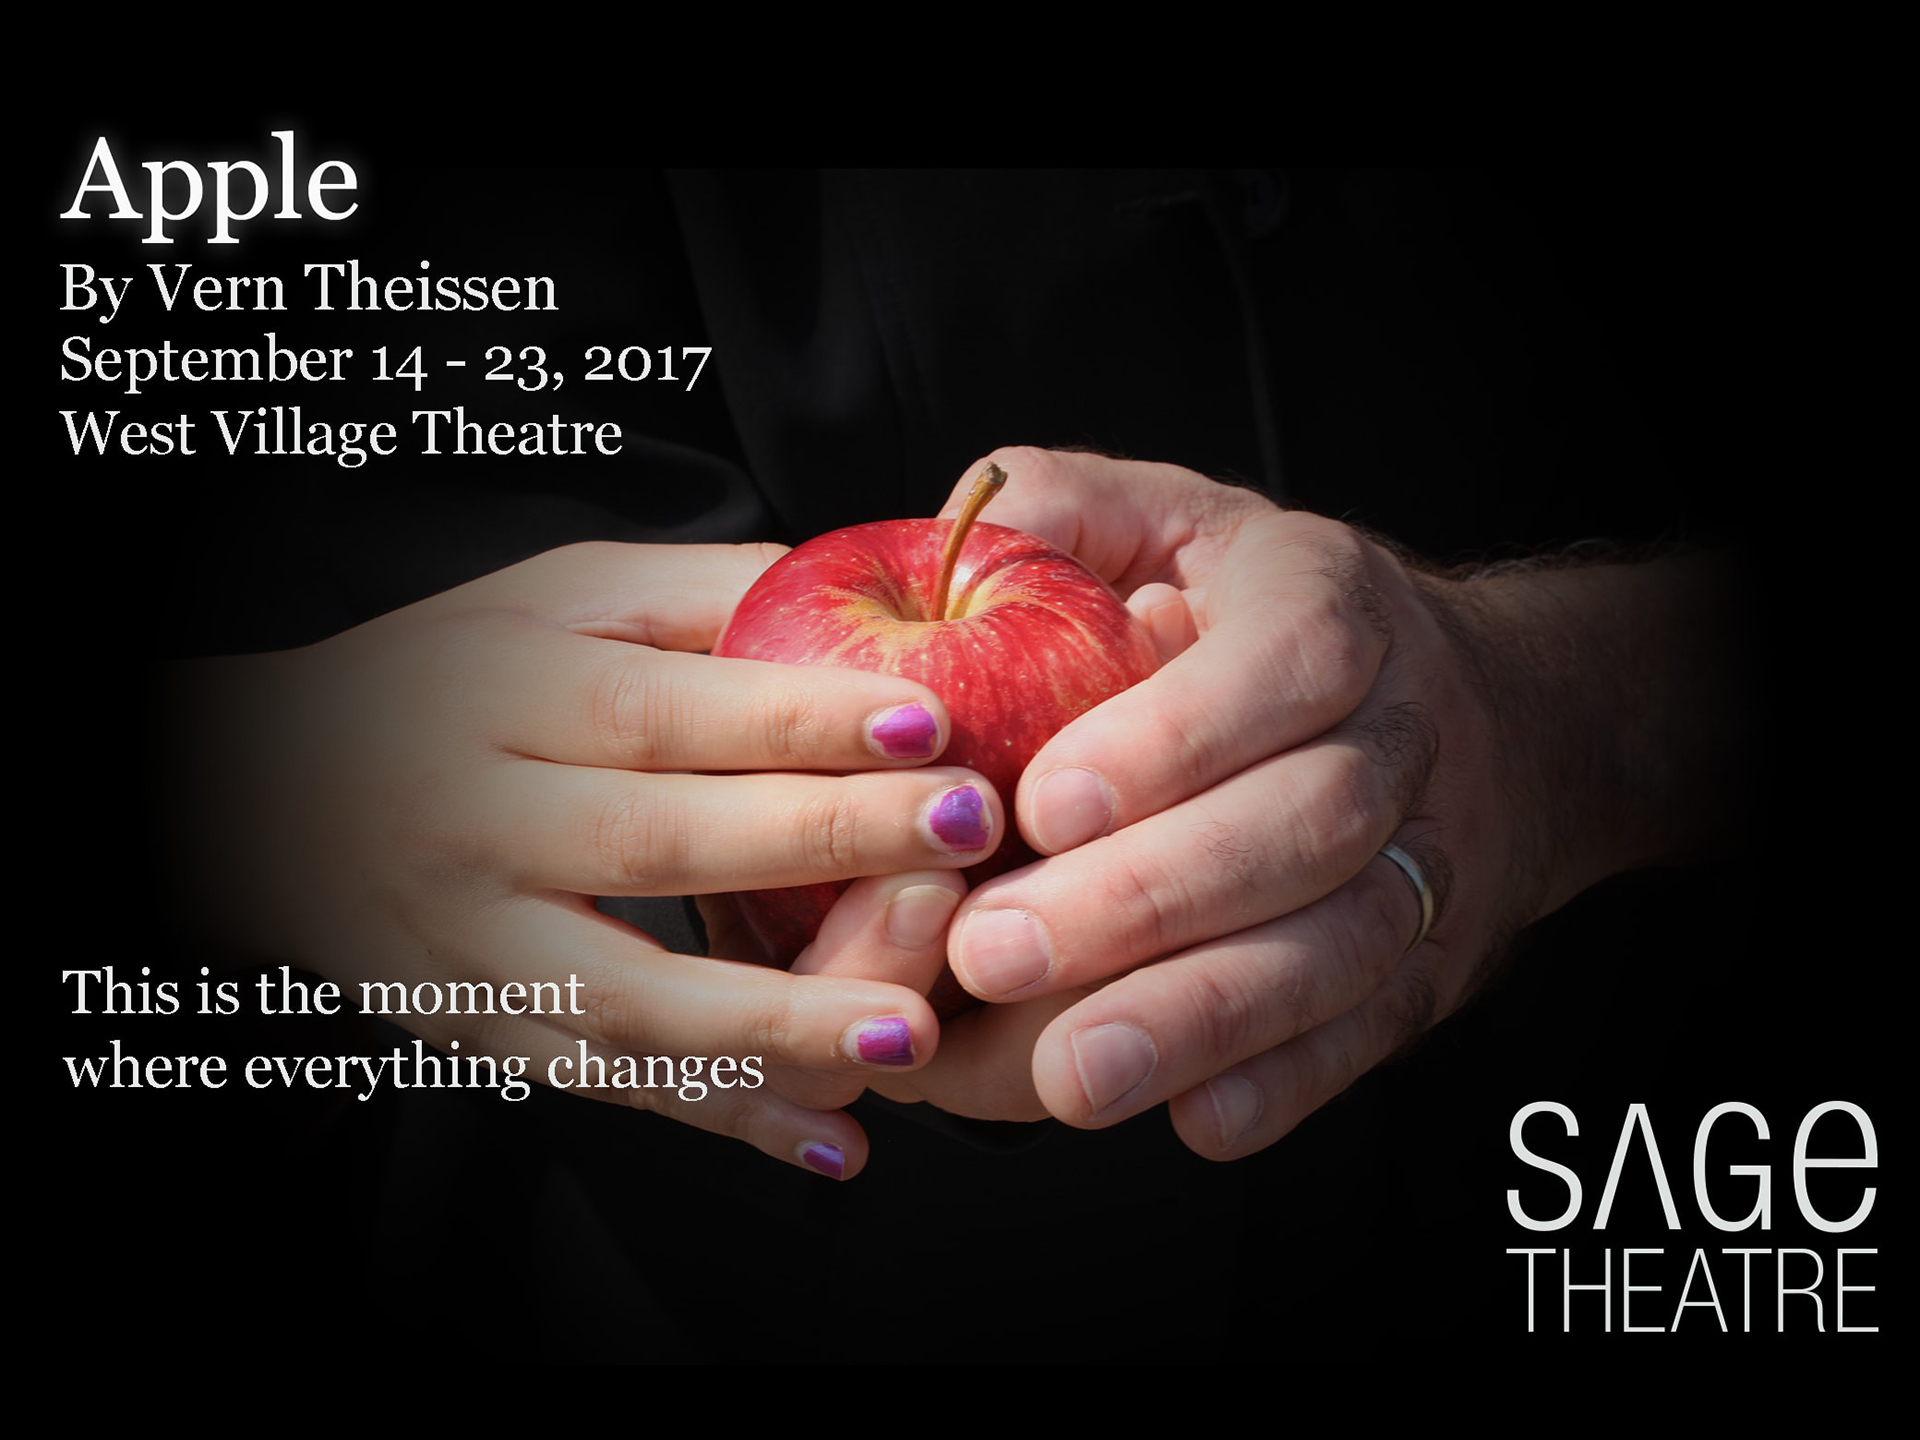 Apple
By Vern Theissen
September 14 - 23, 2017
West Village Theatre
This is the moment
where everything changes
SAGe
THEATRE